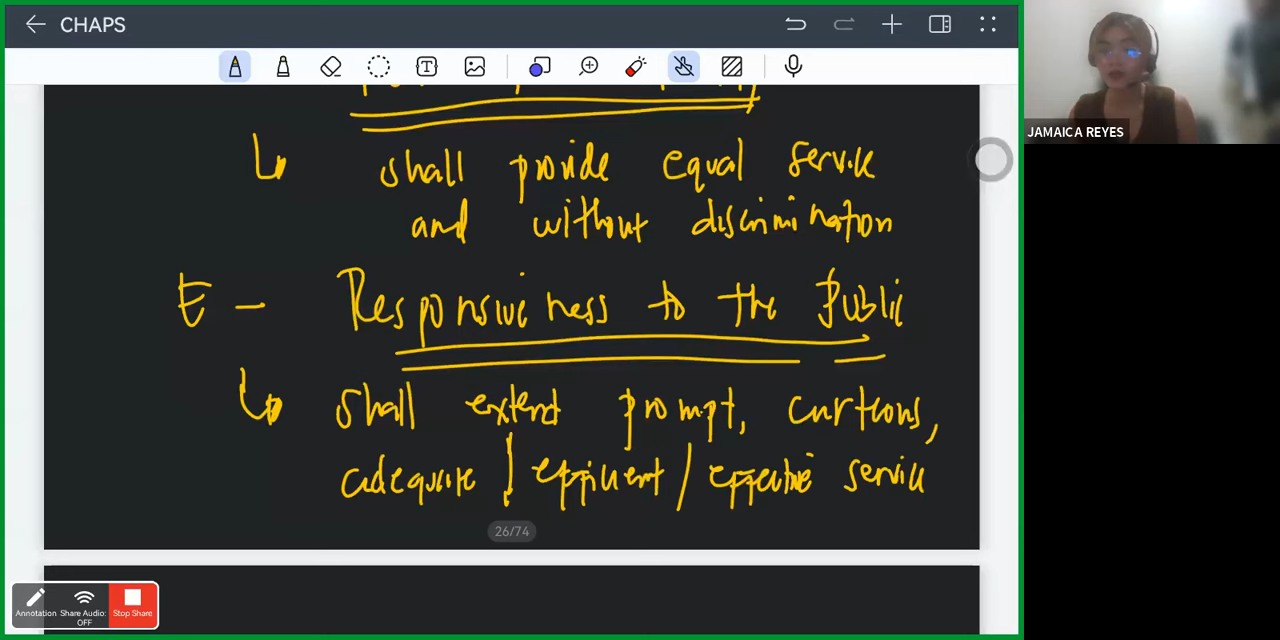 CHAPS
JAMAICA REYES
shall provide equal service
and without discrimination
E - Responsiveness to the Public
shall extend prompt, curteous,
adequate / efficient / effective service
26/74
Annotation
Share Audio: OFF
Stop Share